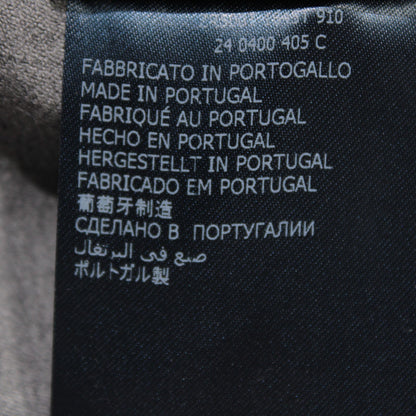 910
24 0400 405 C
FABBRICATO IN PORTOGALLO
MADE IN PORTUGAL
FABRIQUÉ AU PORTUGAL
HECHO EN PORTUGAL
HERGESTELLT IN PORTUGAL
FABRICADO EM PORTUGAL
葡萄牙制造
СДЕЛАНО В ПОРТУГАЛИИ
صنع في البرتغال
ポルトガル製